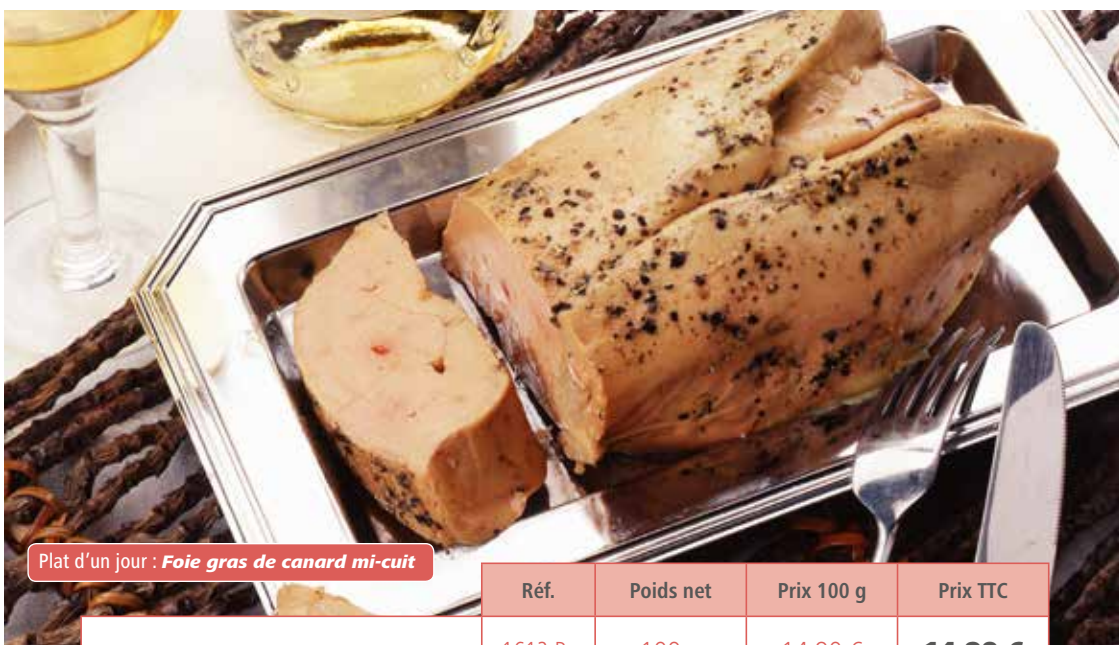 Plat d'un jour : Foie gras de canard mi-cuit
Réf. Poids net Prix 100 g Prix TTC